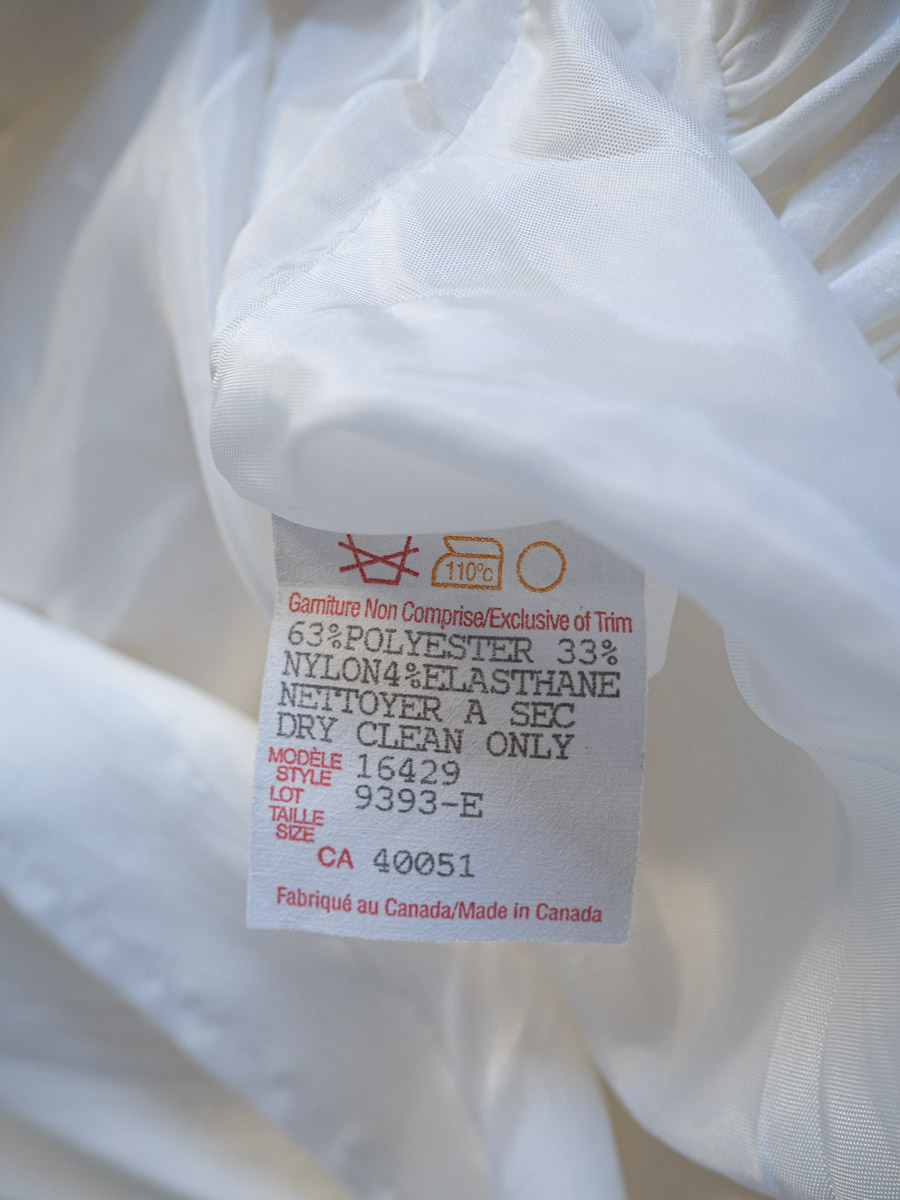 110°c
Garniture Non Comprise/Exclusive of Trim
63%POLYESTER 33%
NYLON4%ELASTHANE
NETTOYER A SEC
DRY CLEAN ONLY
MODÈLE
STYLE 16429
LOT 9393-E
TAILLE
SIZE
CA 40051
Fabriqué au Canada/Made in Canada